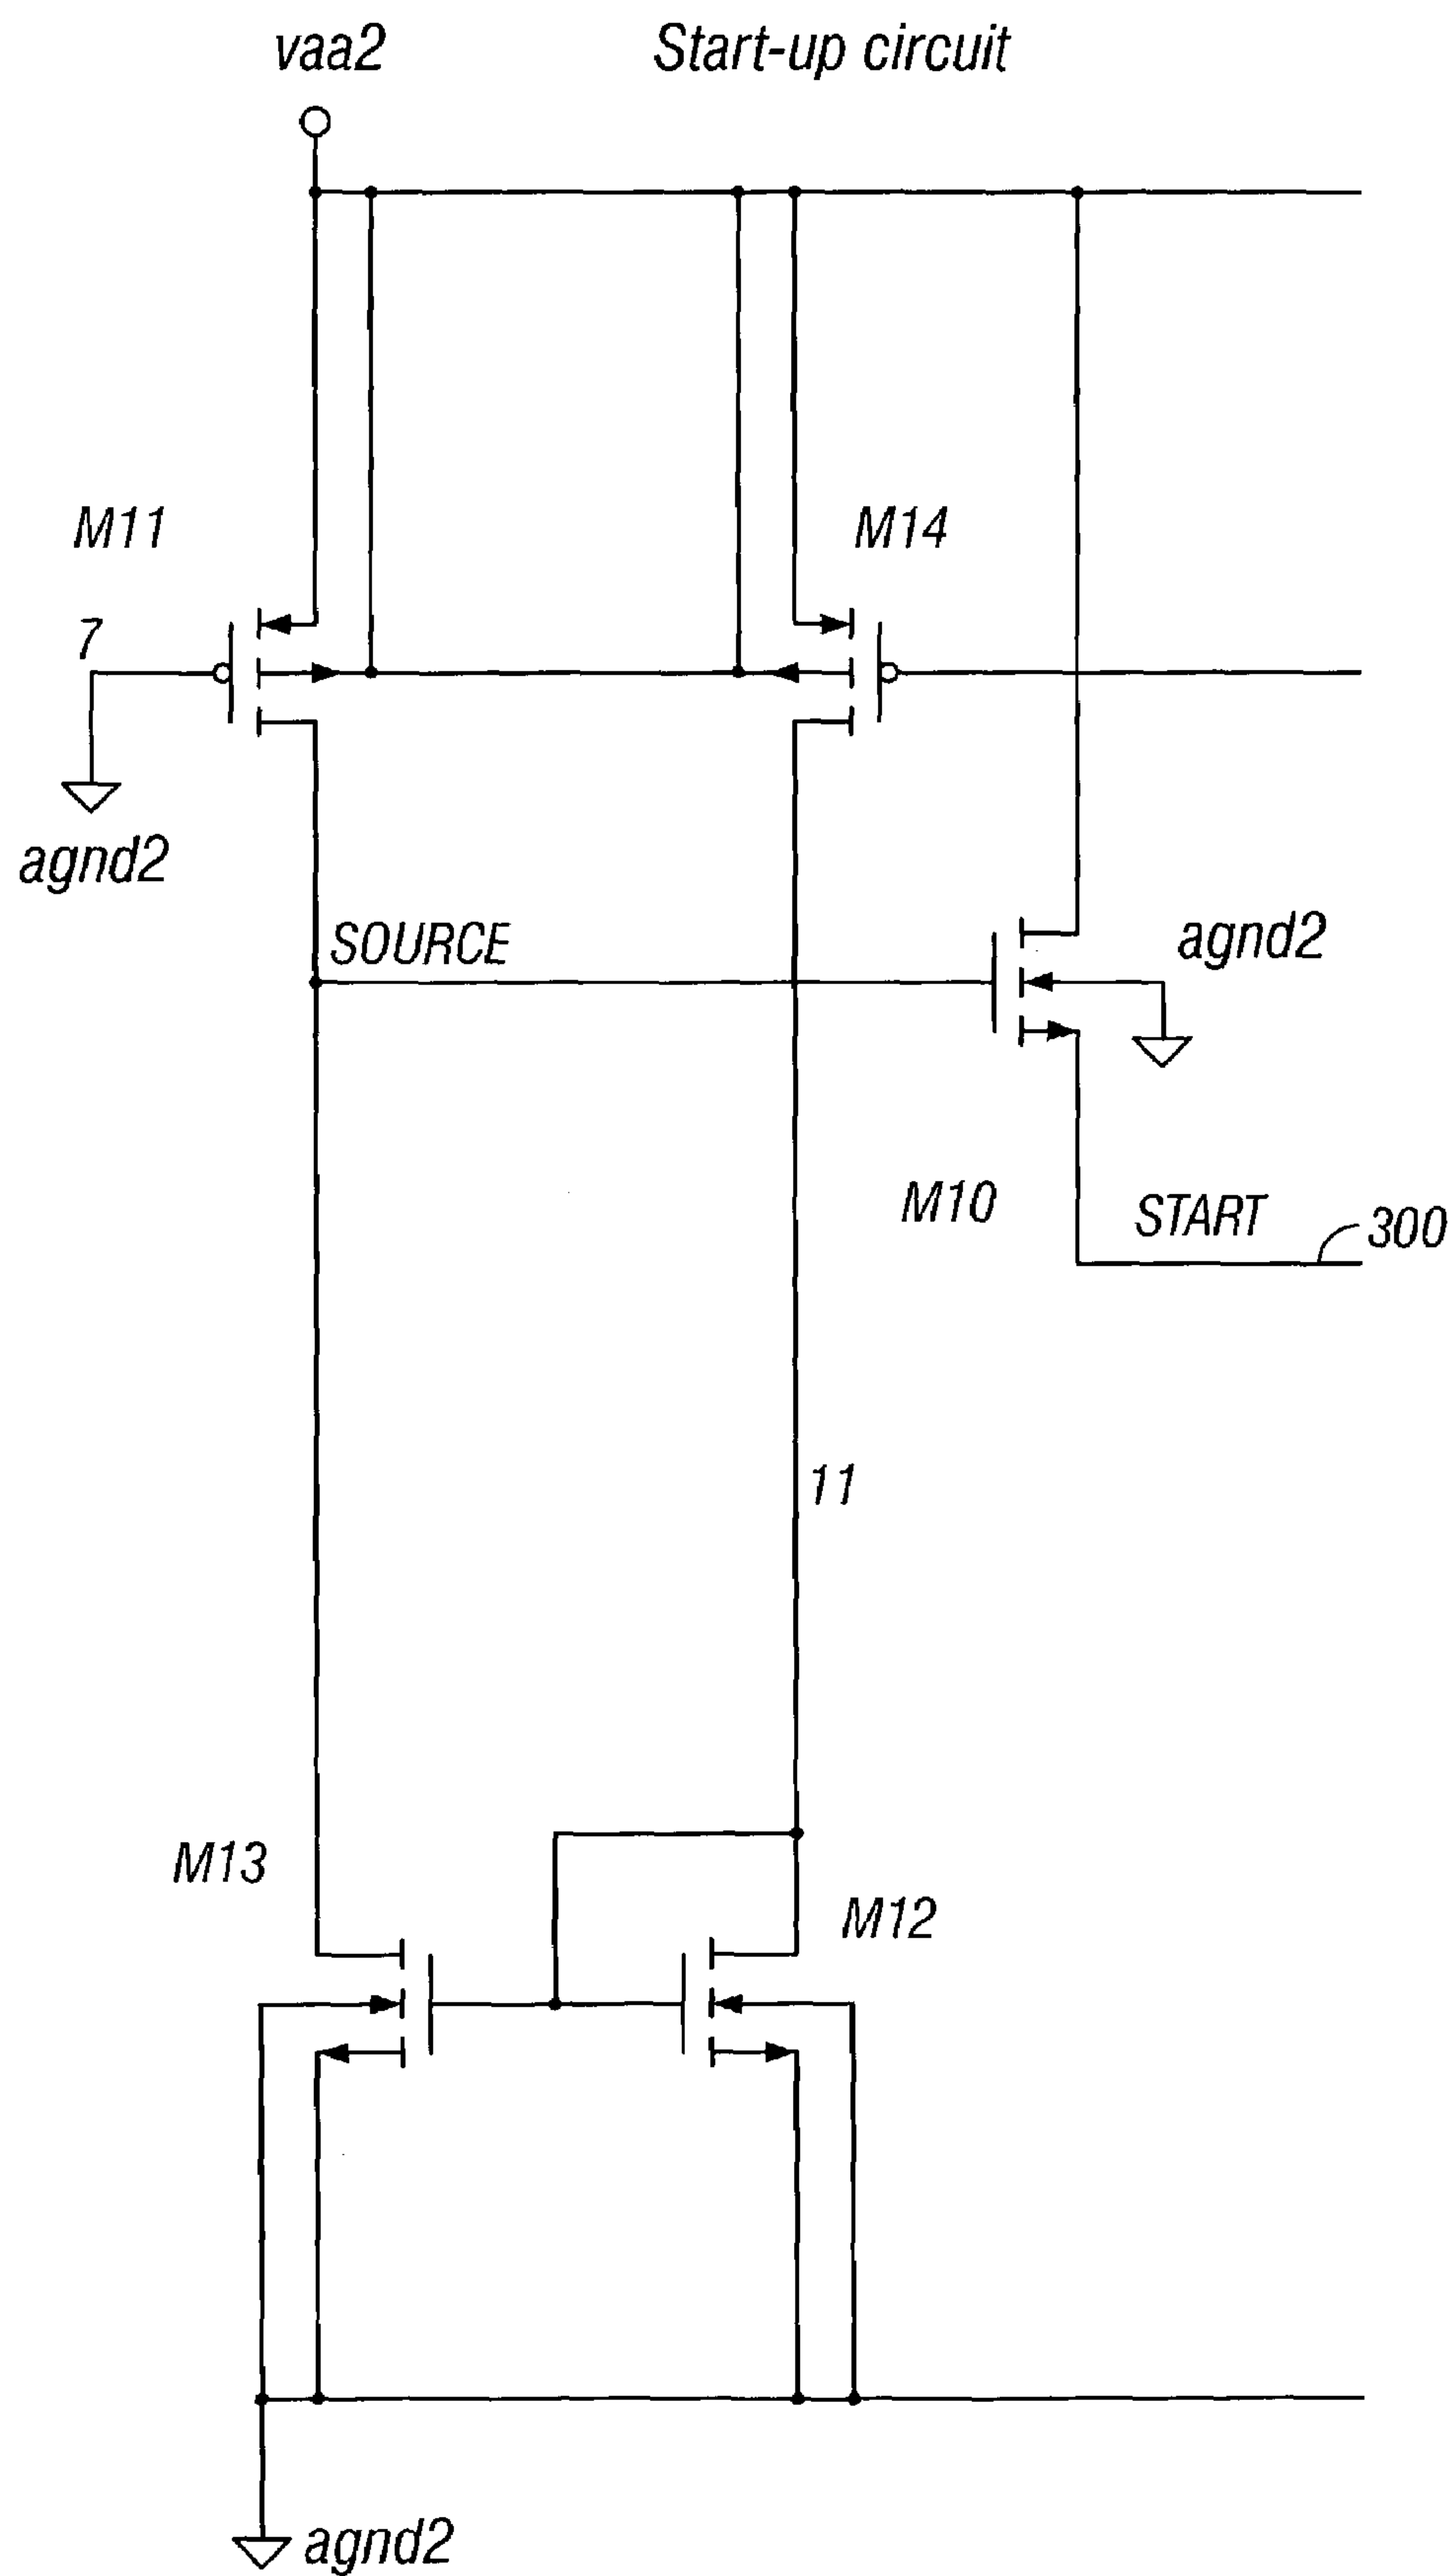 vaa2
Start-up circuit
M11
M14
7
agnd2
SOURCE
agnd2
M10
START
300
11
M13
M12
agnd2